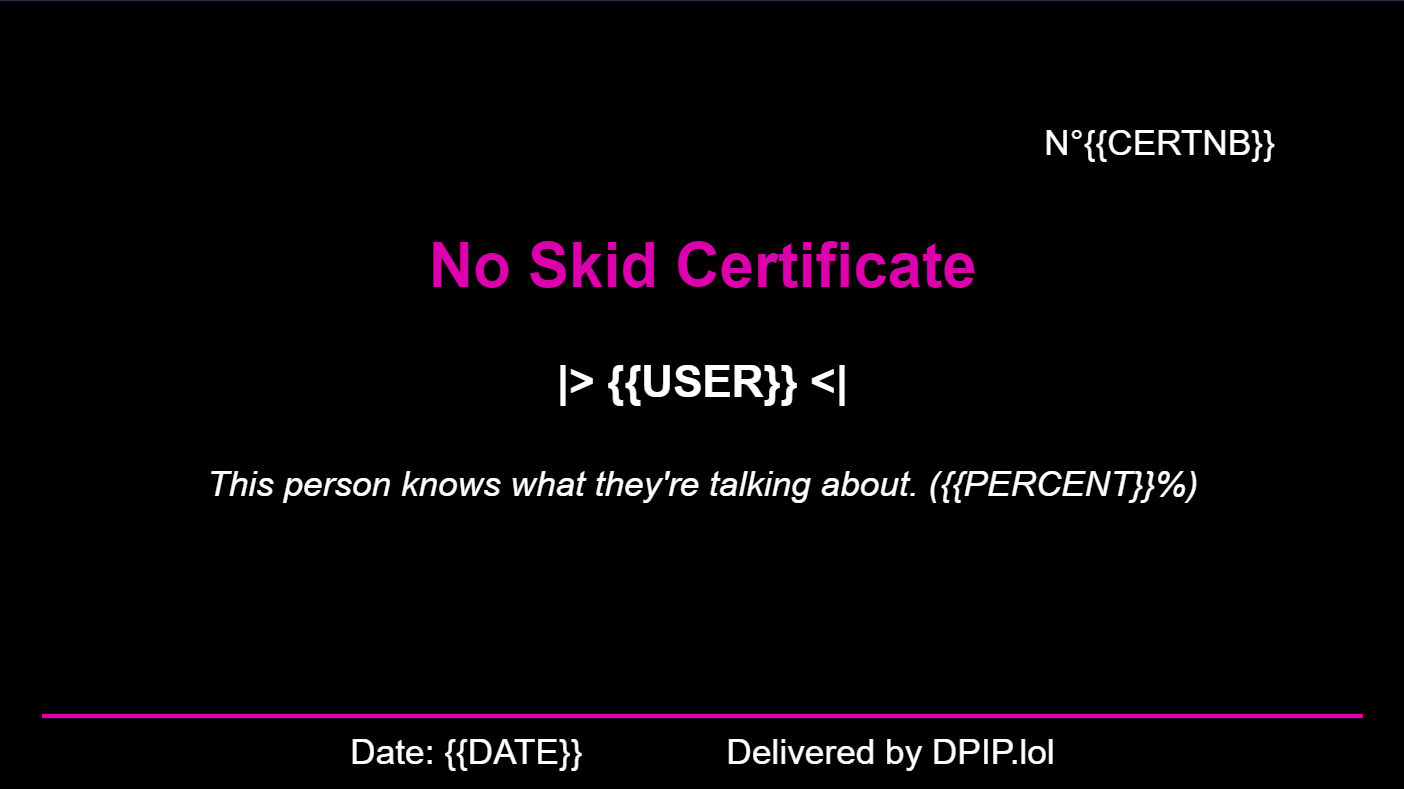 N°{{CERTNB}}
No Skid Certificate
|> {{USER}} <|
This person knows what they're talking about. ({{PERCENT}}%)
Date: {{DATE}} Delivered by DPIP.lol